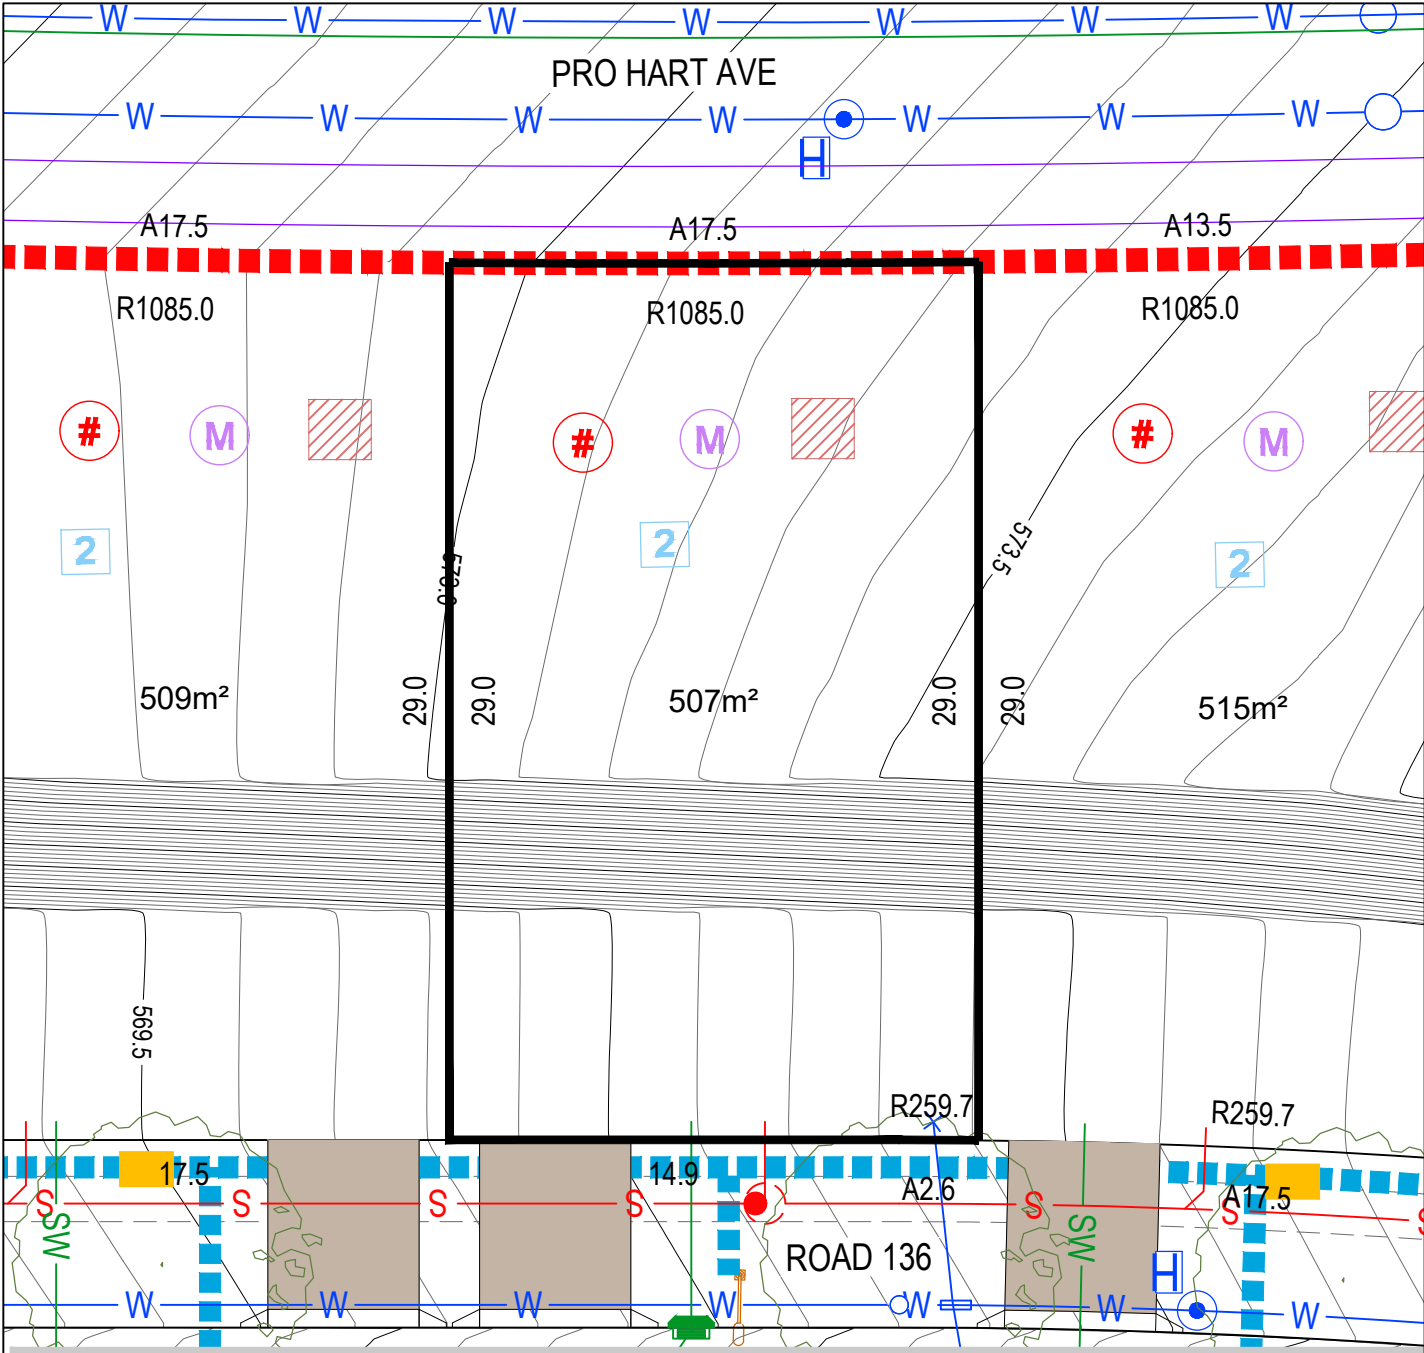 W W W W W W W
PRO HART AVE
W W W W W W W
H
A17.5 A17.5 A13.5
R1085.0 R1085.0 R1085.0
# M # M # M
573.5
2 2 2
29.0 29.0 29.0 29.0
509m² 507m² 515m²
569.5
R259.7 R259.7
17.5 14.9 A2.6 A17.5
S S S S S S S
SW SW
ROAD 136
H
W W W W W W W